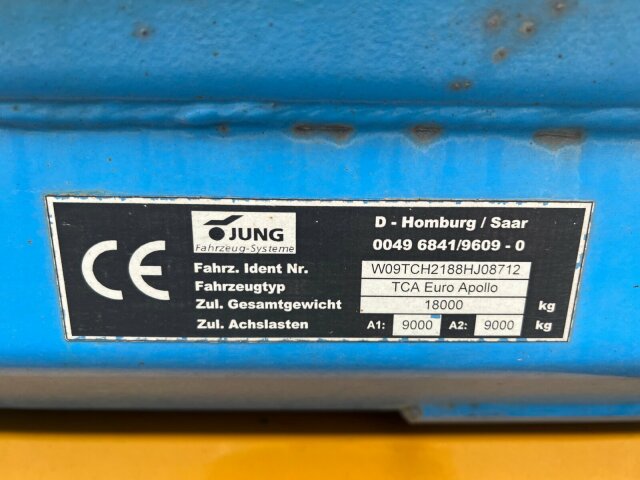 CE
JUNG
Fahrzeug-Systeme
D - Homburg / Saar
0049 6841/9609 - 0
Fahrz. Ident Nr. W09TCH2188HJ08712
Fahrzeugtyp TCA Euro Apollo
Zul. Gesamtgewicht 18000 kg
Zul. Achslasten A1: 9000 A2: 9000 kg